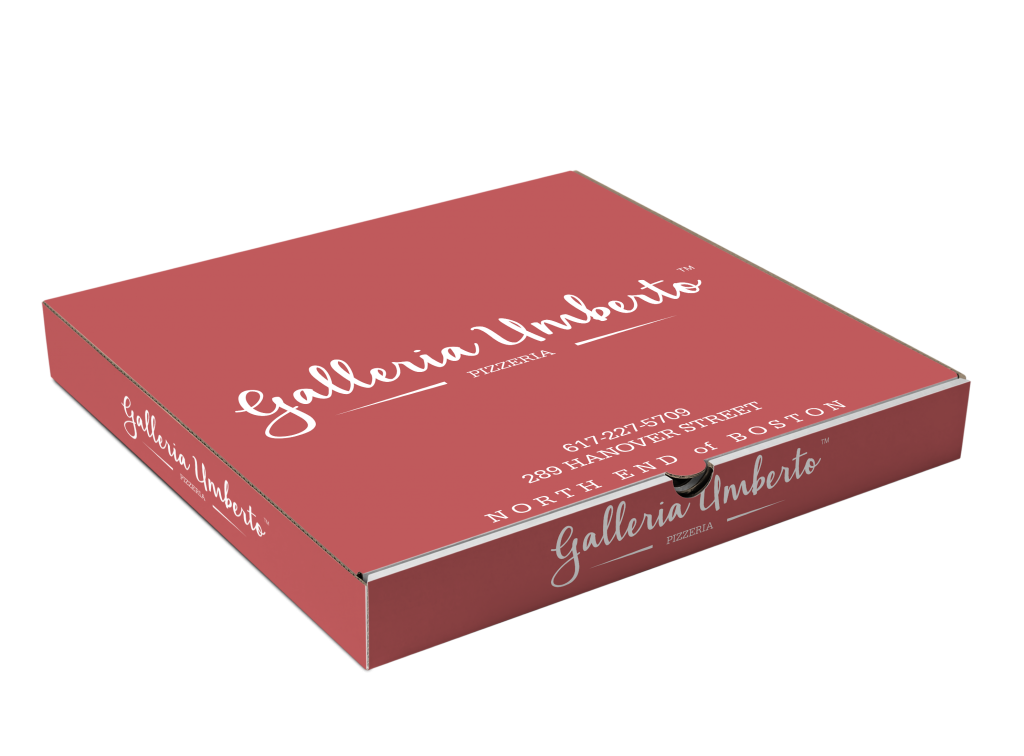 Galleria Umberto™
PIZZERIA
617-227-5709
289 HANOVER STREET
NORTH END of BOSTON
Galleria Umberto™
PIZZERIA
Galleria Umberto™
PIZZERIA